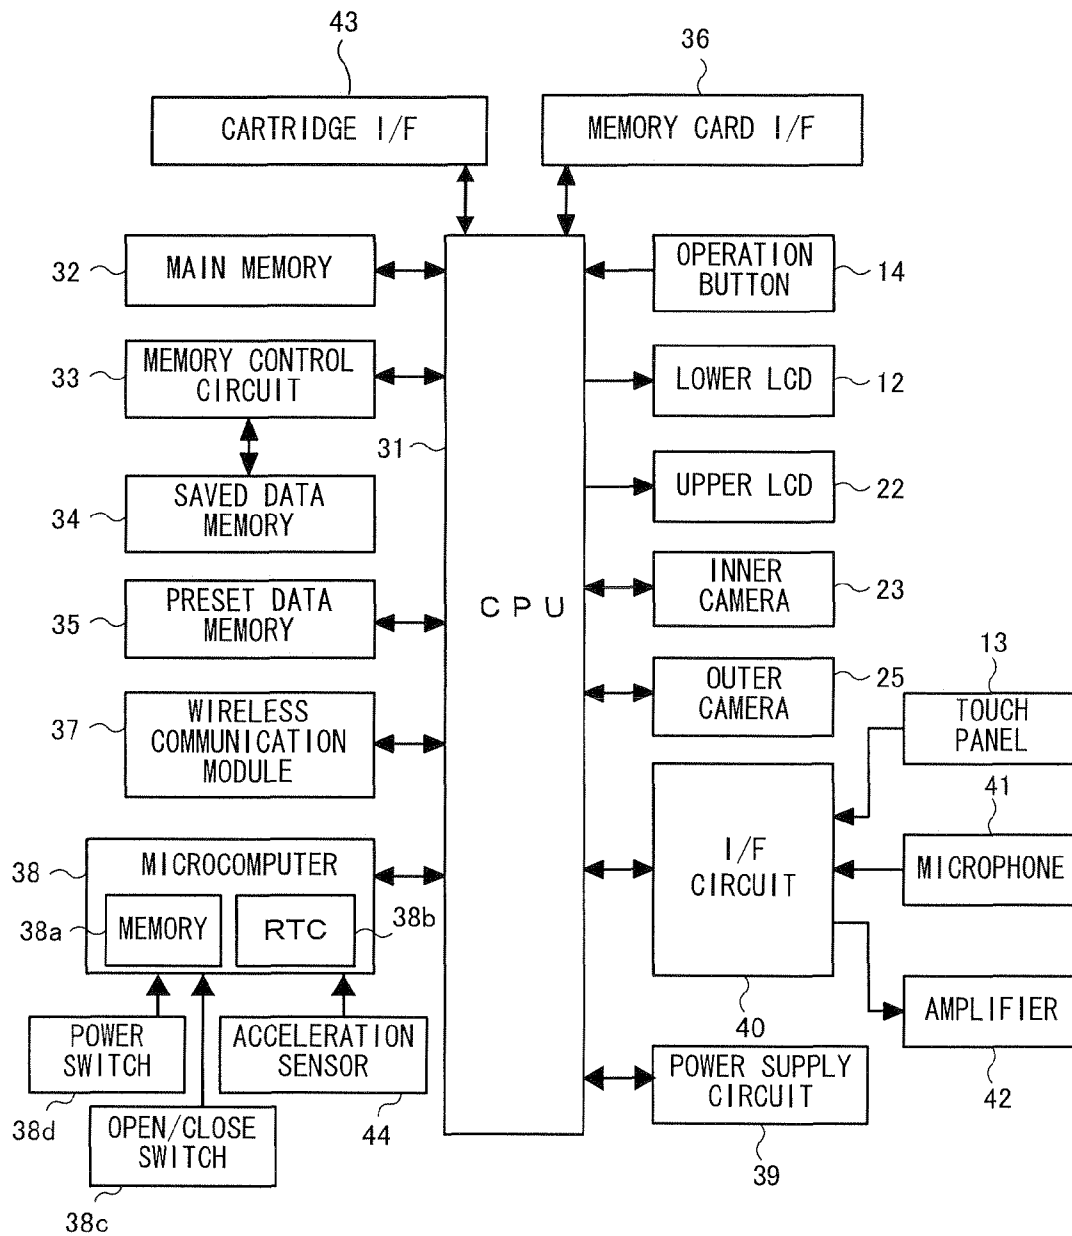 43
36
CARTRIDGE I/F
MEMORY CARD I/F
32
MAIN MEMORY
OPERATION
BUTTON
14
33
MEMORY CONTROL
CIRCUIT
LOWER LCD
12
31
34
SAVED DATA
MEMORY
UPPER LCD
22
CPU
INNER
CAMERA
23
35
PRESET DATA
MEMORY
OUTER
CAMERA
25
13
TOUCH
PANEL
37
WIRELESS
COMMUNICATION
MODULE
41
I/F
CIRCUIT
MICROPHONE
38
MICROCOMPUTER
38a
MEMORY
RTC
38b
40
AMPLIFIER
42
POWER
SWITCH
38d
ACCELERATION
SENSOR
44
POWER SUPPLY
CIRCUIT
39
OPEN/CLOSE
SWITCH
38c